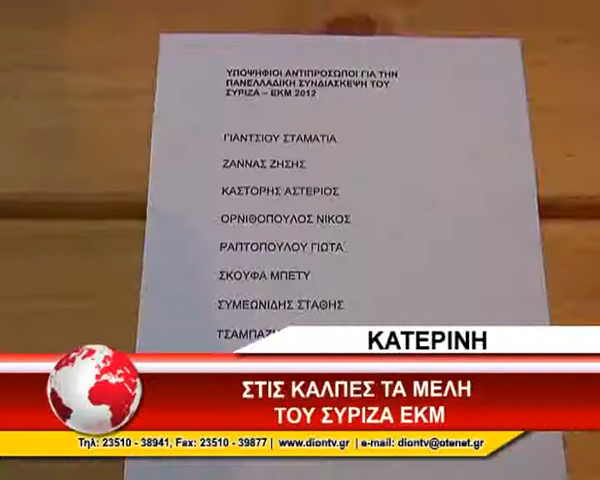 ΥΠΟΨΗΦΙΟΙ ΑΝΤΙΠΡΟΣΩΠΟΙ ΓΙΑ ΤΗΝ
ΠΑΝΕΛΛΑΔΙΚΗ ΣΥΝΔΙΑΣΚΕΨΗ ΤΟΥ
ΣΥΡΙΖΑ – ΕΚΜ 2012
ΓΙΑΝΤΣΙΟΥ ΣΤΑΜΑΤΙΑ
ΖΑΝΝΑΣ ΖΗΣΗΣ
ΚΑΣΤΟΡΗΣ ΑΣΤΕΡΙΟΣ
ΟΡΝΙΘΟΠΟΥΛΟΣ ΝΙΚΟΣ
ΡΑΠΤΟΠΟΥΛΟΥ ΓΙΩΤΑ
ΣΚΟΥΦΑ ΜΠΕΤΥ
ΣΥΜΕΩΝΙΔΗΣ ΣΤΑΘΗΣ
ΚΑΤΕΡΙΝΗ
ΣΤΙΣ ΚΑΛΠΕΣ ΤΑ ΜΕΛΗ
ΤΟΥ ΣΥΡΙΖΑ ΕΚΜ
Τηλ: 23510 - 38941, Fax: 23510 - 39877 | www.diontv.gr | e-mail: diontv@otenet.gr